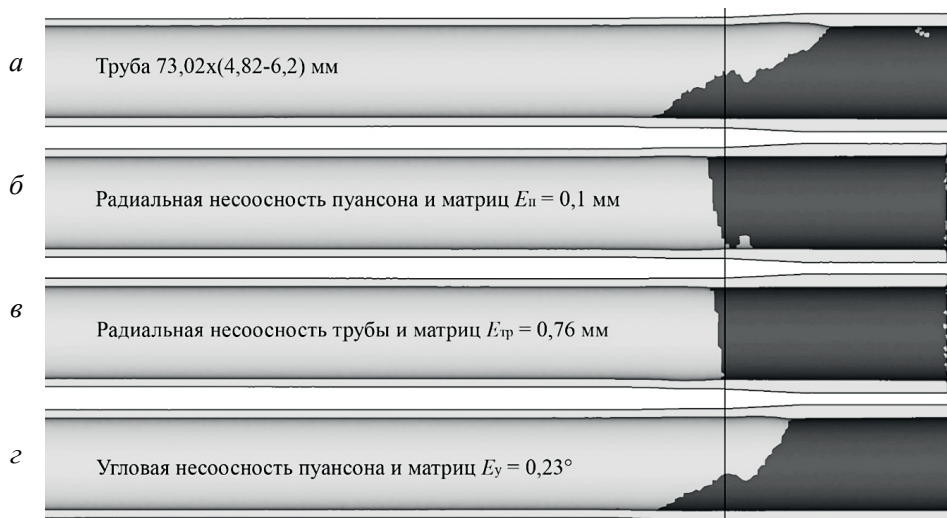 а
Труба 73,02х(4,82-6,2) мм
б
Радиальная несоосность пуансона и матриц Eп = 0,1 мм
в
Радиальная несоосность трубы и матриц Eтр = 0,76 мм
г
Угловая несоосность пуансона и матриц Eу = 0,23°